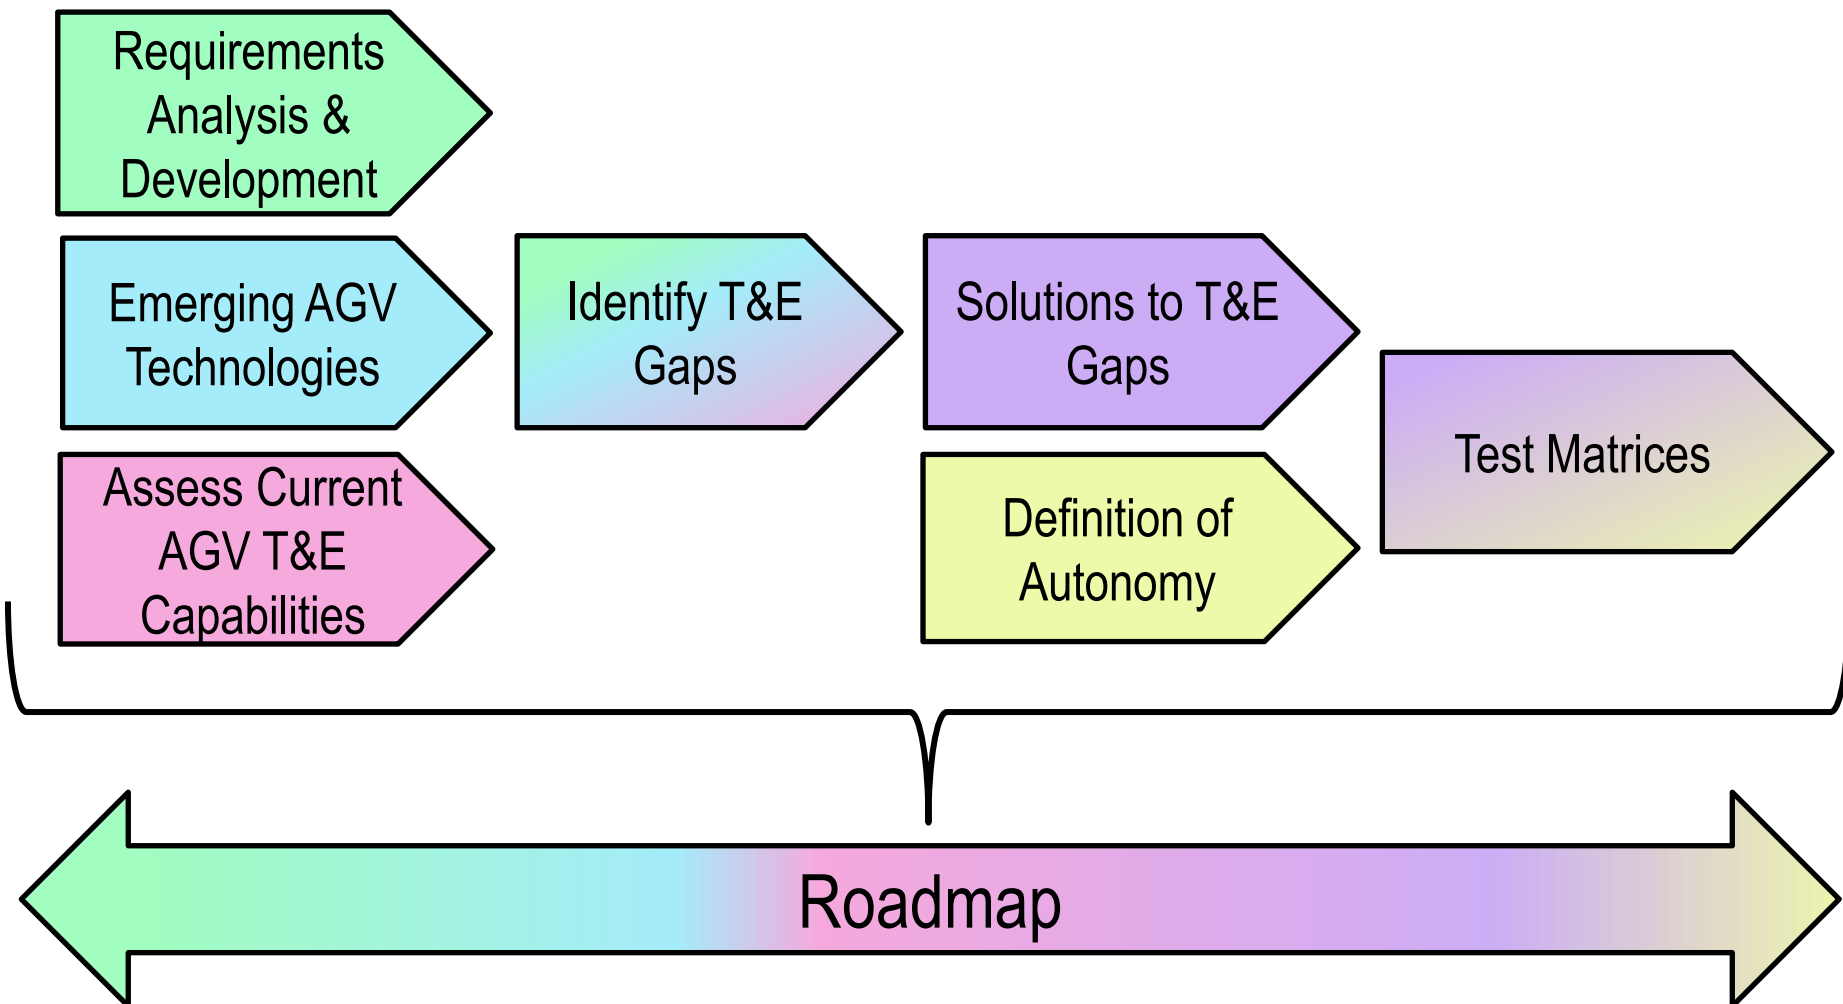 Requirements
Analysis &
Development
Emerging AGV
Technologies
Assess Current
AGV T&E
Capabilities
Identify T&E
Gaps
Solutions to T&E
Gaps
Definition of
Autonomy
Test Matrices
Roadmap